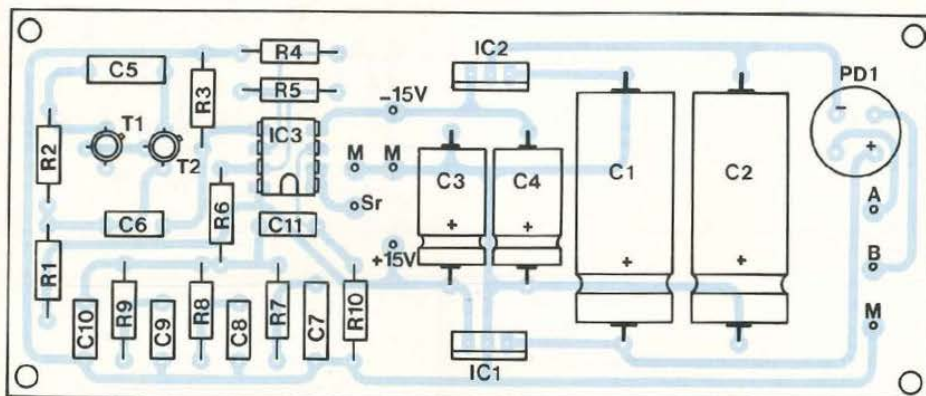 R4
IC2
C5
R3
R5
-15V
PD1
-
+
T1
IC3
R2
T2
M
M
C3
C4
C1
C2
A
R6
Sr
C6
C11
+
+
+
+
B
R1
+15V
M
C10
R9
C9
R8
C8
R7
C7
R10
IC1